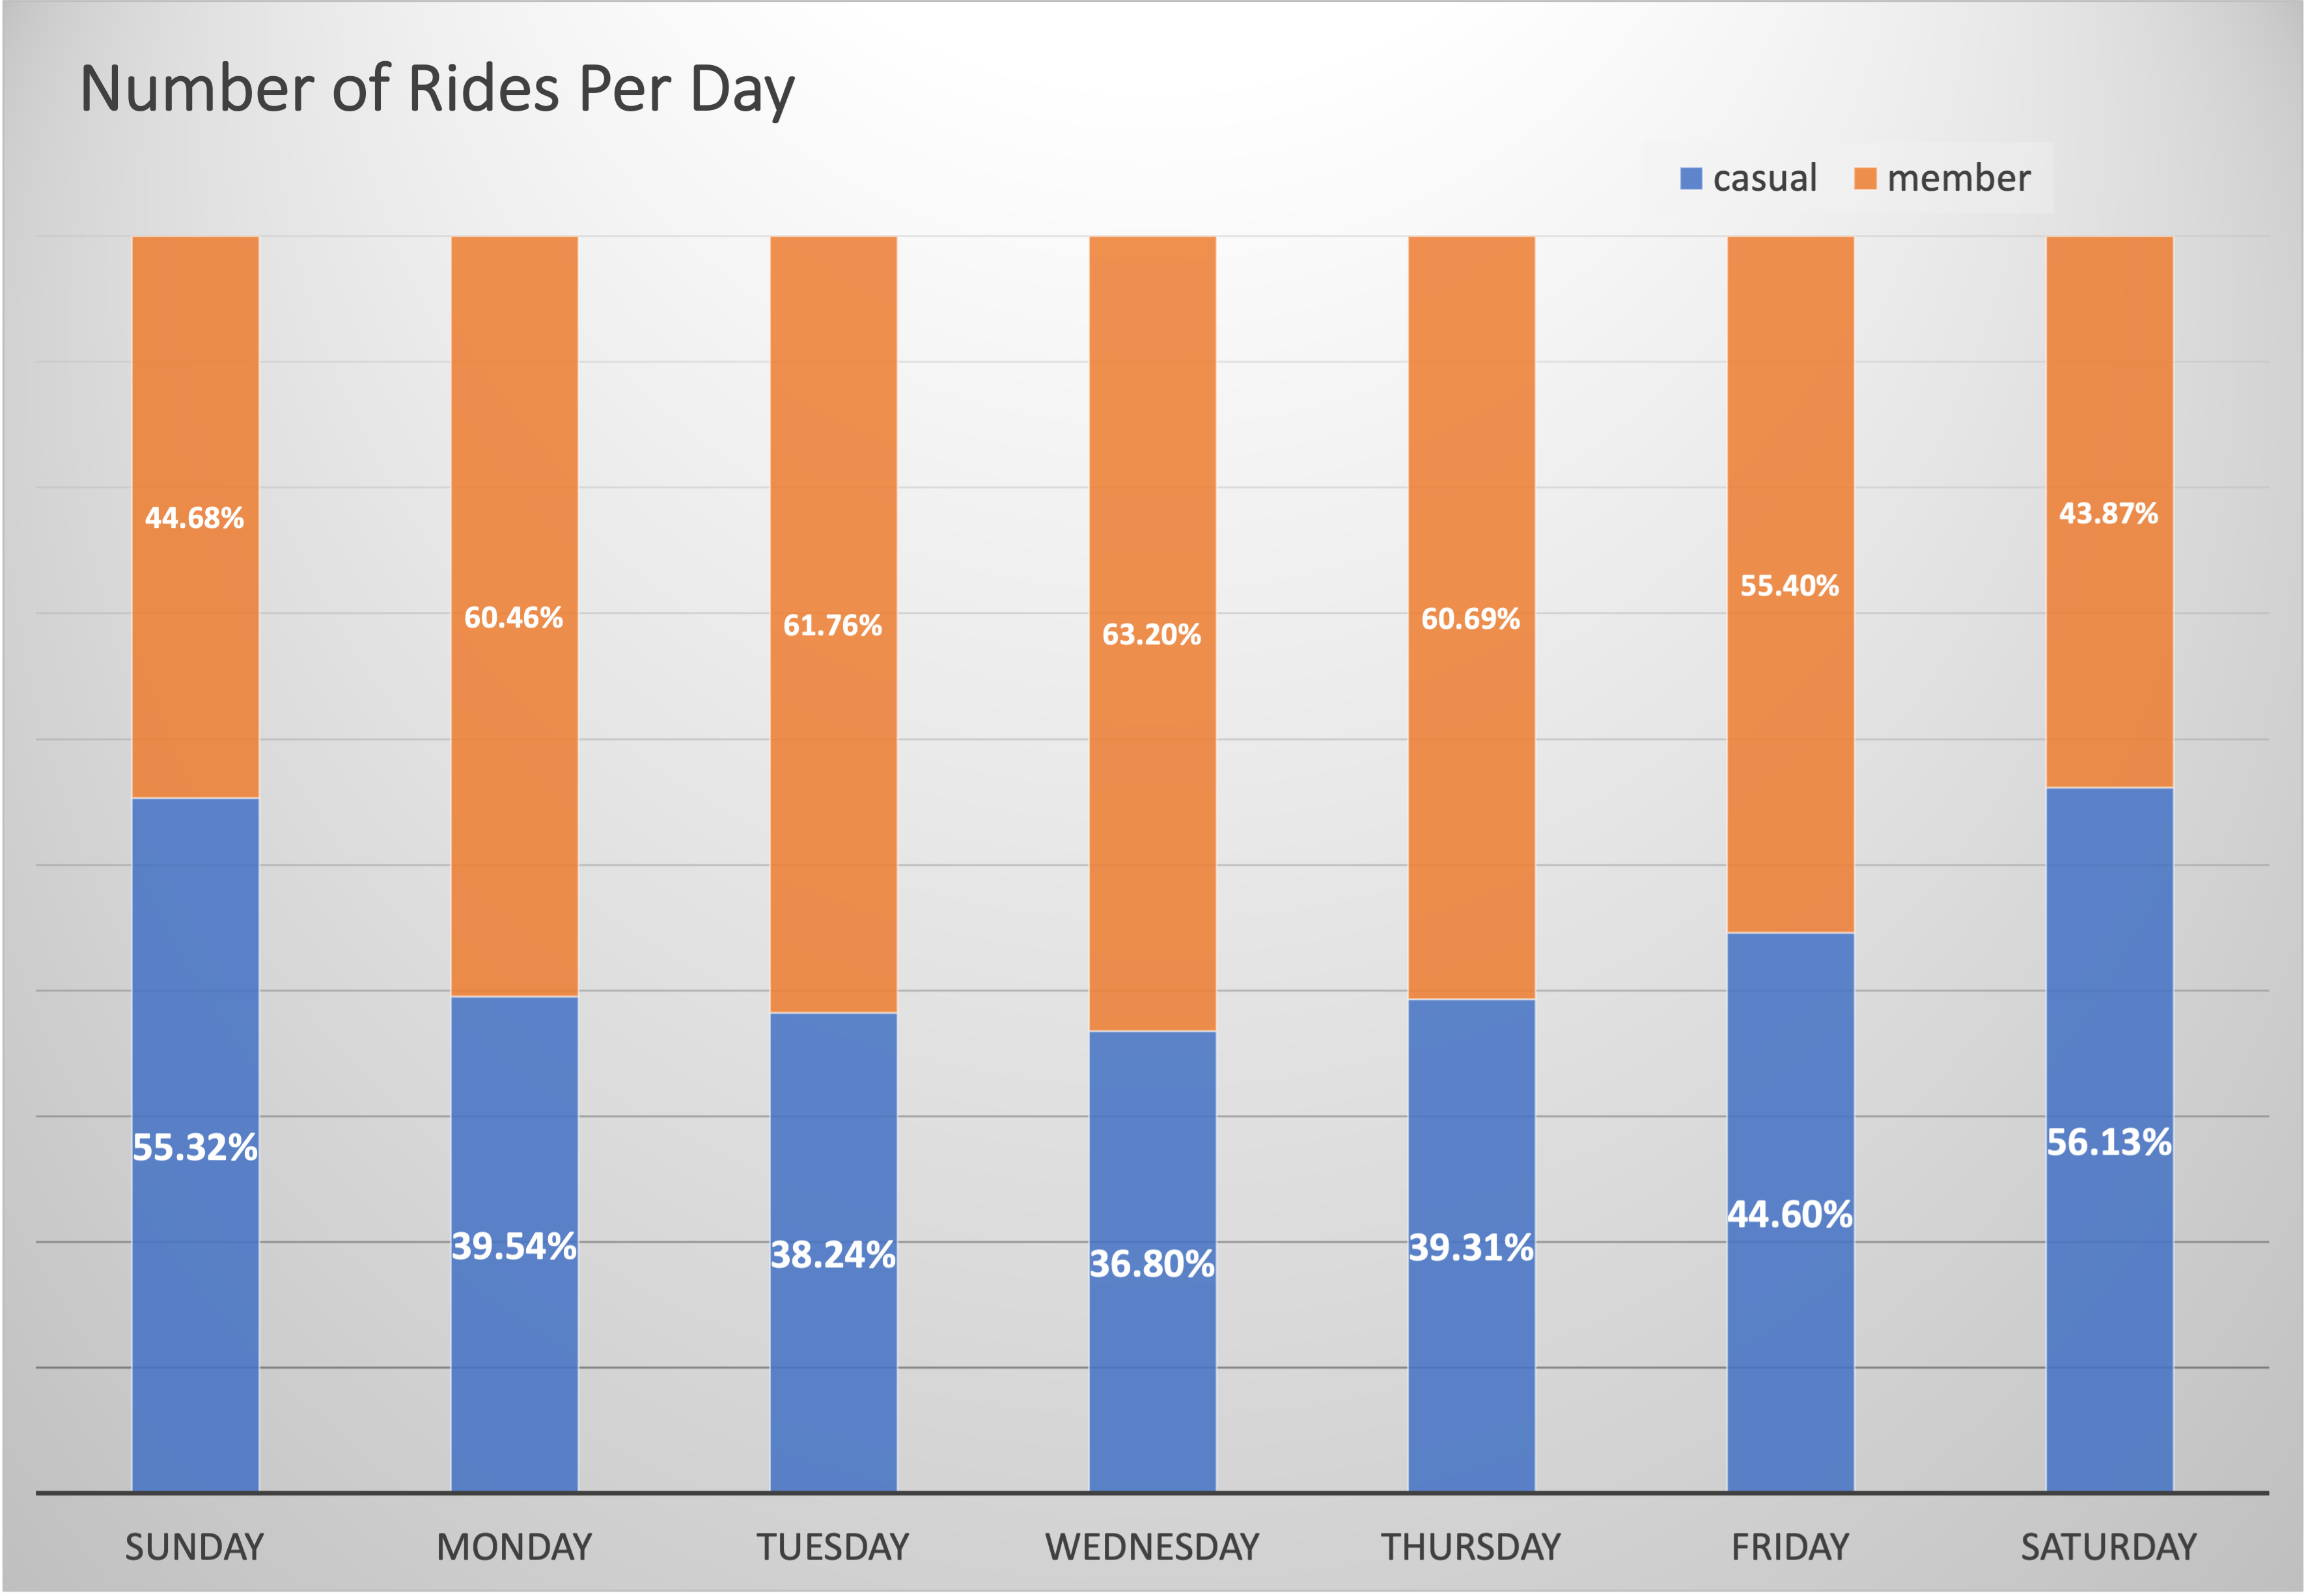 Number of Rides Per Day
casual member
44.68% 60.46% 61.76% 63.20% 60.69% 55.40% 43.87%
55.32% 39.54% 38.24% 36.80% 39.31% 44.60% 56.13%
SUNDAY MONDAY TUESDAY WEDNESDAY THURSDAY FRIDAY SATURDAY